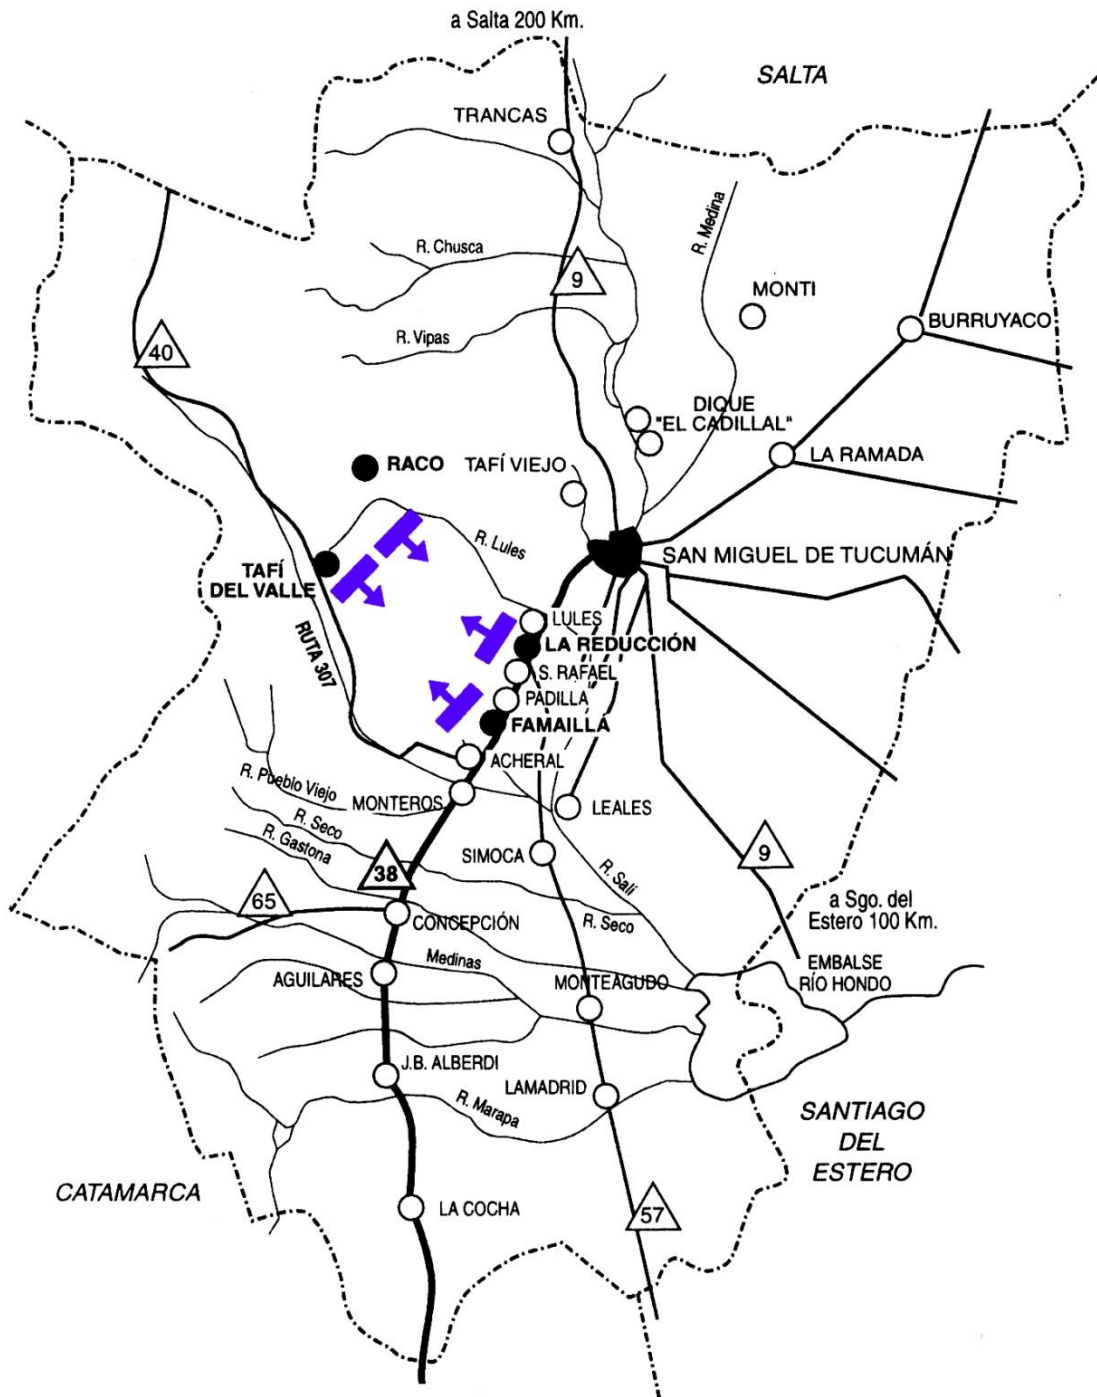 a Salta 200 Km.
SALTA
TRANCAS
R. Medina
R. Chusca
9
MONTI
BURRUYACO
R. Vipas
40
DIQUE
"EL CADILLAL"
RACO
TAFÍ VIEJO
LA RAMADA
R. Lules
SAN MIGUEL DE TUCUMÁN
TAFÍ
DEL VALLE
LULES
RUTA 307
LA REDUCCIÓN
S. RAFAEL
PADILLA
FAMAILLÁ
ACHERAL
R. Pueblo Viejo
MONTEROS
LEALES
R. Seco
R. Gastona
SIMOCA
9
38
R. Salí
65
a Sgo. del
Estero 100 Km.
CONCEPCIÓN
R. Seco
Medinas
EMBALSE
RÍO HONDO
AGUILARES
MONTEAGUDO
J.B. ALBERDI
LAMADRID
R. Marapa
SANTIAGO
DEL
ESTERO
CATAMARCA
LA COCHA
57